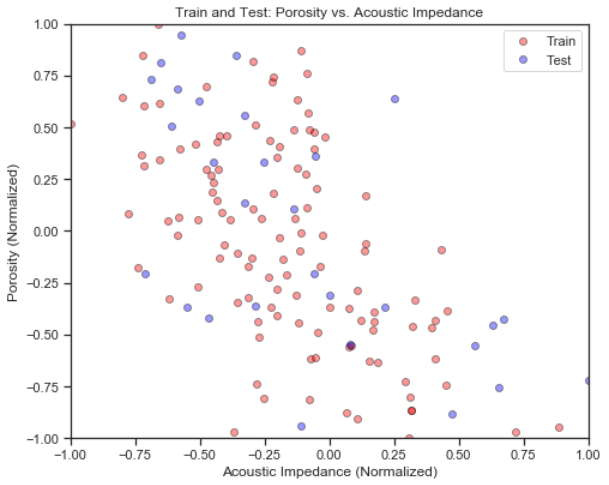 Train and Test: Porosity vs. Acoustic Impedance
Train
Test
Porosity (Normalized)
1.00
0.75
0.50
0.25
0.00
−0.25
−0.50
−0.75
−1.00
−1.00 −0.75 −0.50 −0.25 0.00 0.25 0.50 0.75 1.00
Acoustic Impedance (Normalized)